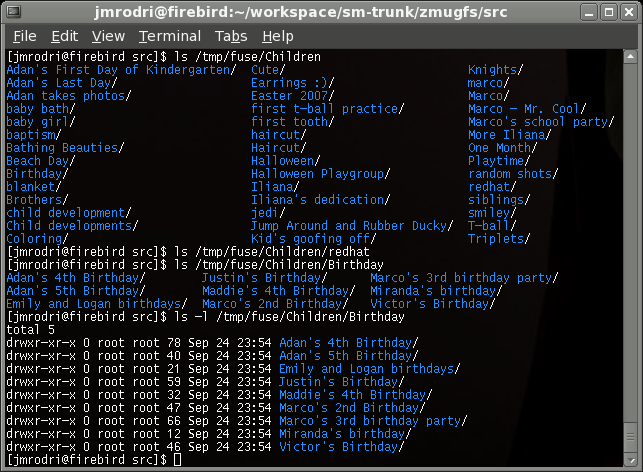 jmrodri@firebird:~/workspace/sm-trunk/zmugfs/src
File Edit View Terminal Tabs Help
[jmrodri@firebird src]$ ls /tmp/fuse/Children
Adan's First Day of Kindergarten/ Cute/ Knights/
Adan's Last Day/ Earrings :)/ marco/
Adan takes photos/ Easter 2007/ Marco/
baby bath/ first t-ball practice/ Marco - Mr. Cool/
baby girl/ first tooth/ Marco's school party/
baptism/ haircut/ More Iliana/
Bathing Beauties/ Haircut/ One Month/
Beach Day/ Halloween/ Playtime/
Birthday/ Halloween Playgroup/ random shots/
blanket/ Iliana/ redhat/
Brothers/ Iliana's dedication/ siblings/
child development/ jedi/ smiley/
Child developments/ Jump Around and Rubber Ducky/ T-ball/
Coloring/ Kid's goofing off/ Triplets/
[jmrodri@firebird src]$ ls /tmp/fuse/Children/redhat
[jmrodri@firebird src]$ ls /tmp/fuse/Children/Birthday
Adan's 4th Birthday/ Justin's Birthday/ Marco's 3rd birthday party/
Adan's 5th Birthday/ Maddie's 4th Birthday/ Miranda's birthday/
Emily and Logan birthdays/ Marco's 2nd Birthday/ Victor's Birthday/
[jmrodri@firebird src]$ ls -l /tmp/fuse/Children/Birthday
total 5
drwxr-xr-x 0 root root 78 Sep 24 23:54 Adan's 4th Birthday/
drwxr-xr-x 0 root root 40 Sep 24 23:54 Adan's 5th Birthday/
drwxr-xr-x 0 root root 21 Sep 24 23:54 Emily and Logan birthdays/
drwxr-xr-x 0 root root 59 Sep 24 23:54 Justin's Birthday/
drwxr-xr-x 0 root root 32 Sep 24 23:54 Maddie's 4th Birthday/
drwxr-xr-x 0 root root 47 Sep 24 23:54 Marco's 2nd Birthday/
drwxr-xr-x 0 root root 66 Sep 24 23:54 Marco's 3rd birthday party/
drwxr-xr-x 0 root root 12 Sep 24 23:54 Miranda's birthday/
drwxr-xr-x 0 root root 46 Sep 24 23:54 Victor's Birthday/
[jmrodri@firebird src]$